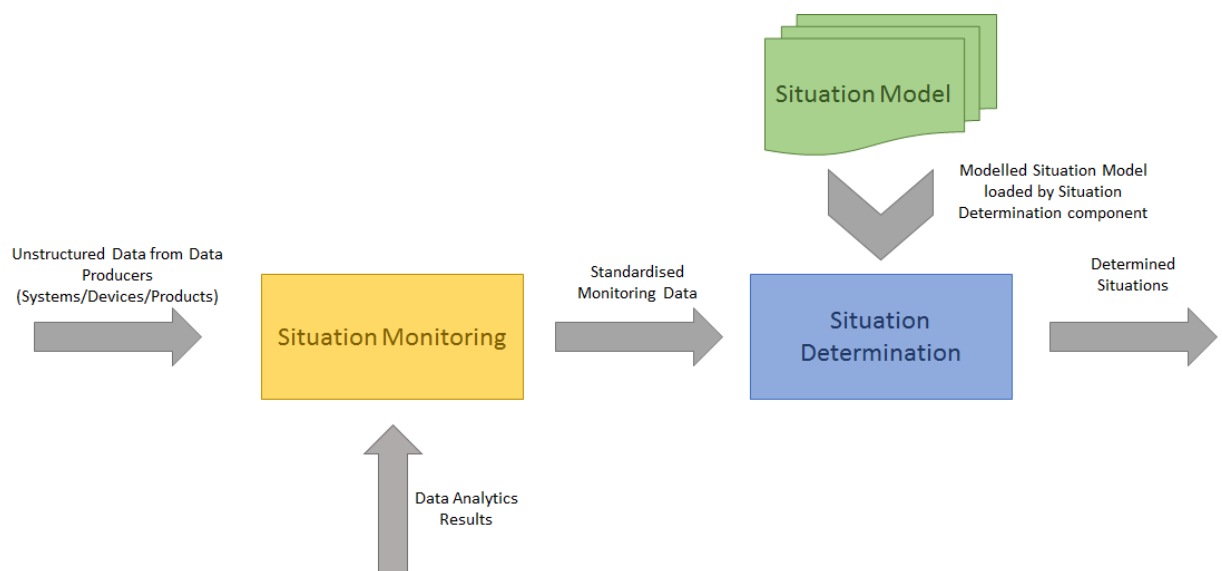 Situation Model
Modelled Situation Model
loaded by Situation
Determination component
Unstructured Data from Data
Producers
(Systems/Devices/Products)
Situation Monitoring
Standardised
Monitoring Data
Situation
Determination
Determined
Situations
Data Analytics
Results